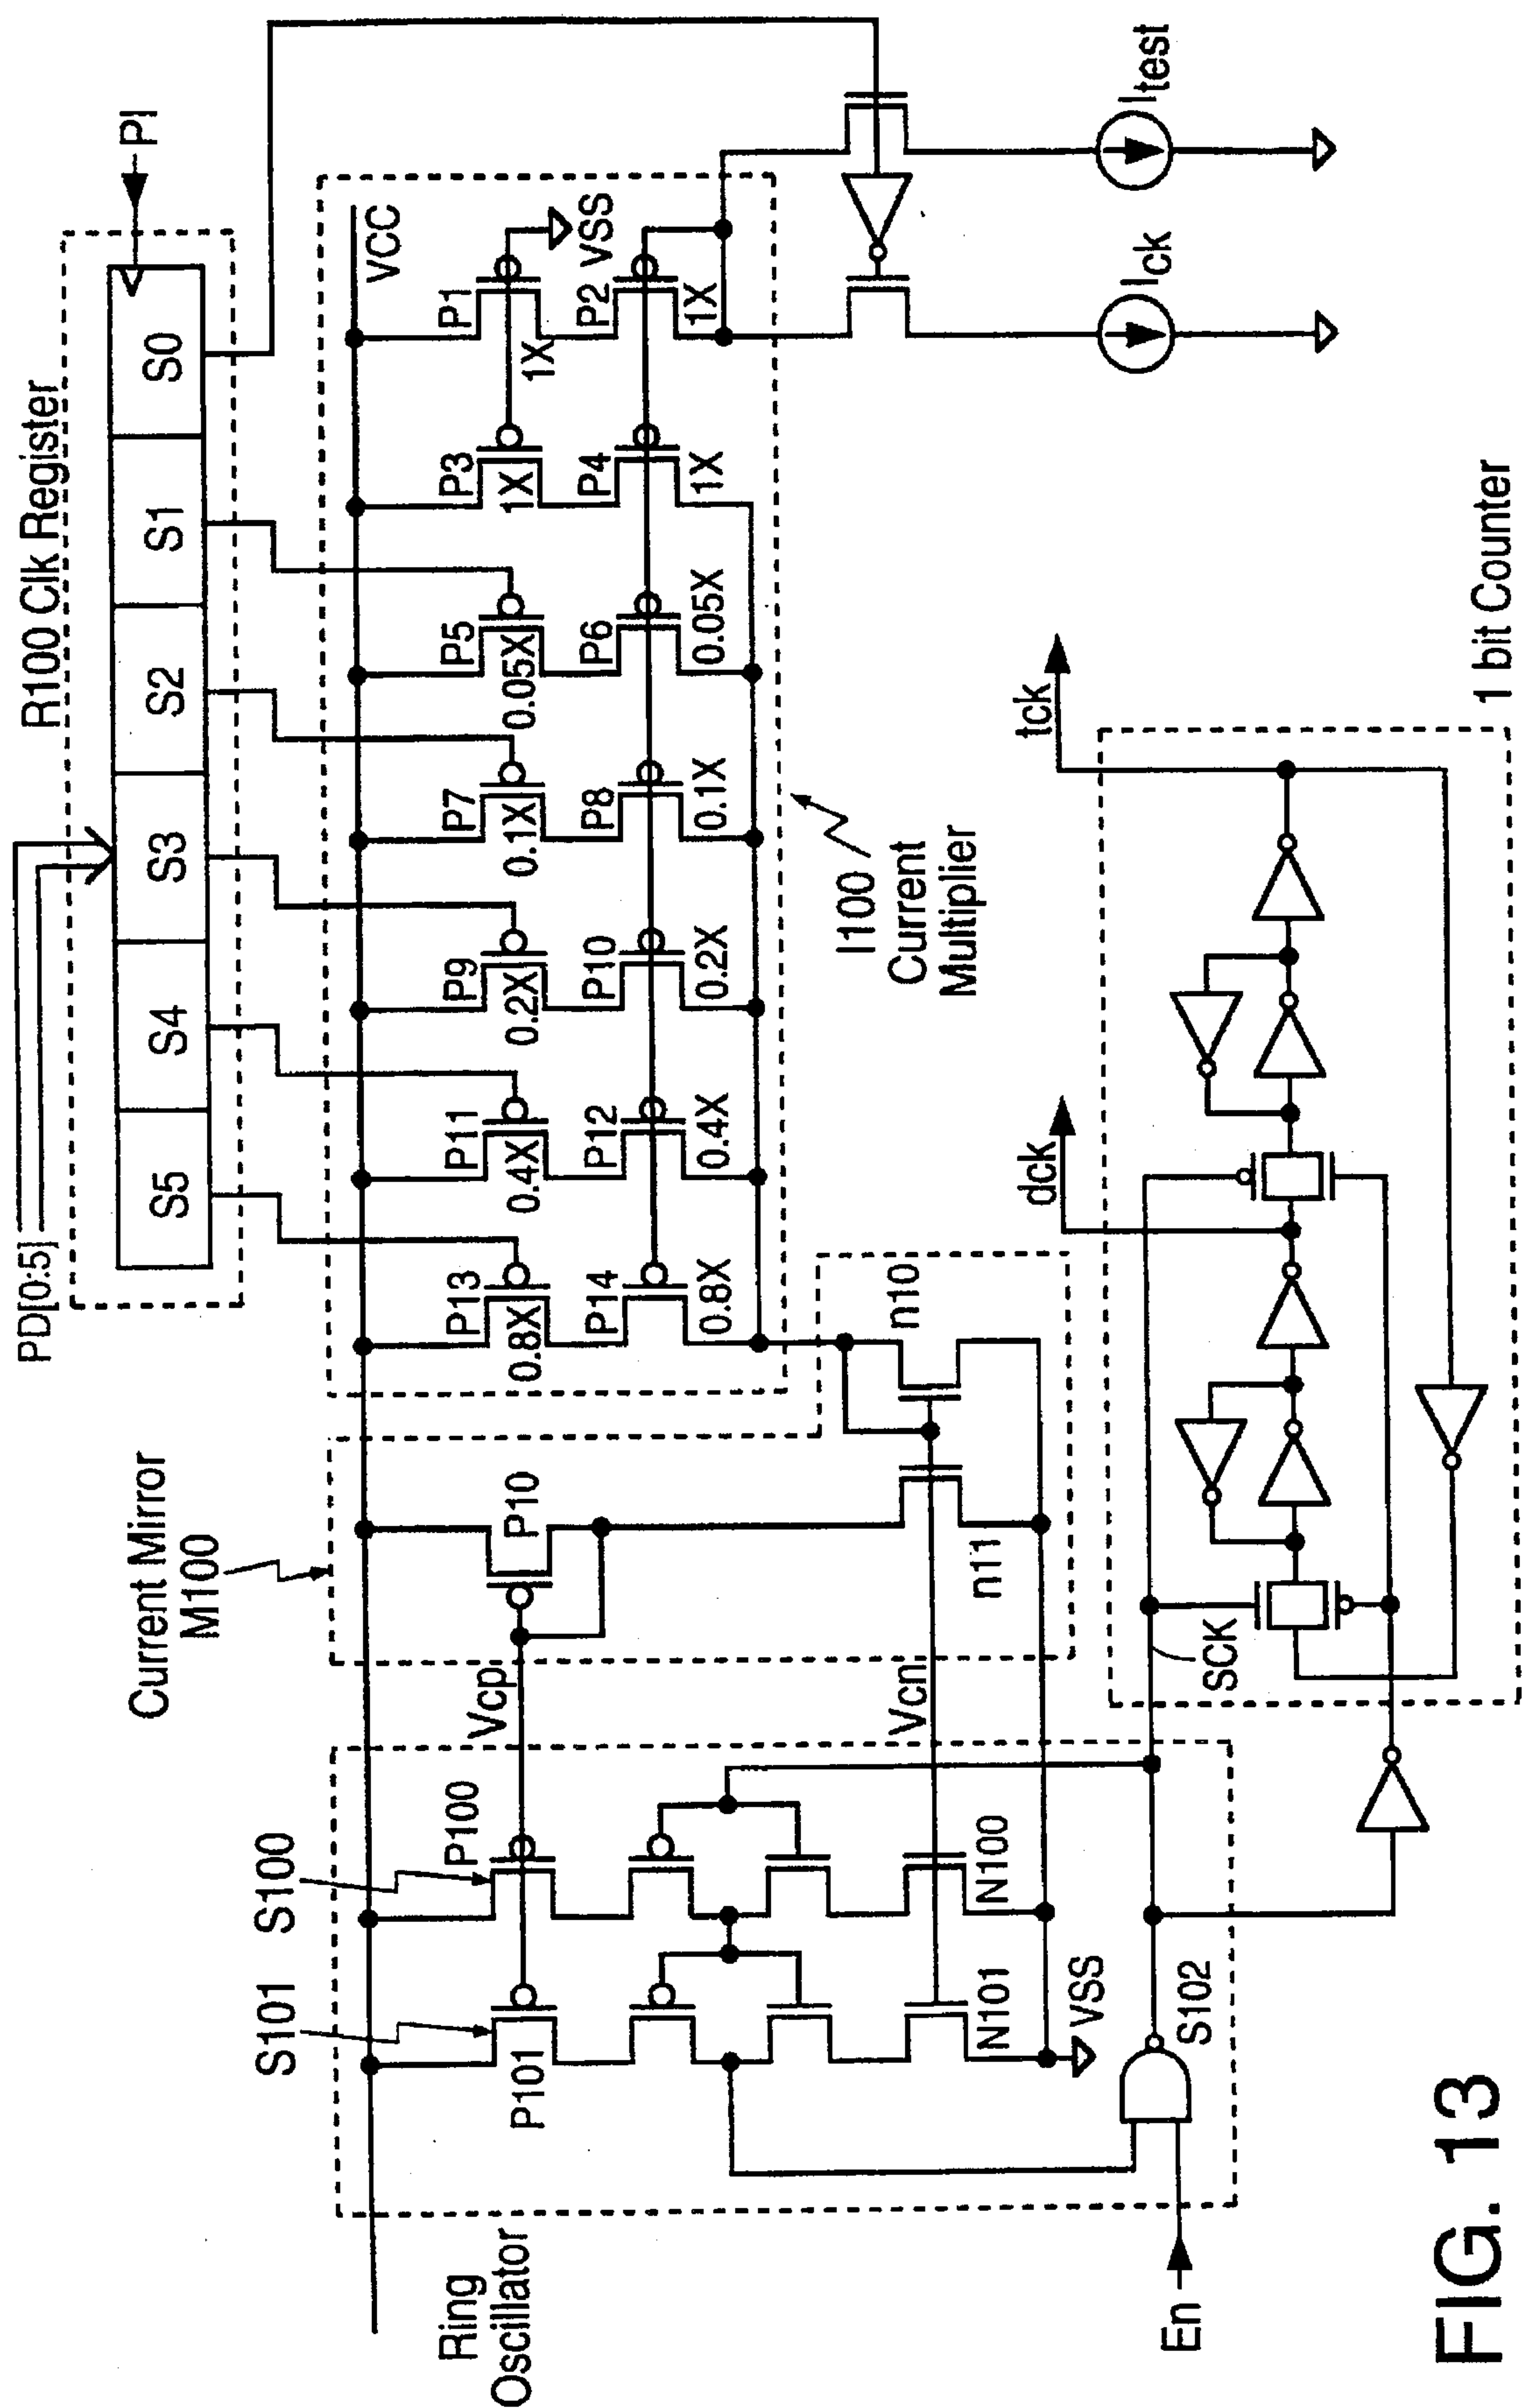 PD[0:5]
R100 Clk Register
S5
S4
S3
S2
S1
S0
PI
Current Mirror
M100
S101
S100
VCC
P101
P100
P10
P13
0.8X
P11
0.4X
P9
0.2X
P7
0.1X
P5
0.05X
P3
1X
P1
1X
VSS
Vcp
P14
0.8X
P12
0.4X
P10
0.2X
P8
0.1X
P6
0.05X
P4
1X
P2
1X
Ring
Oscillator
N101
N100
Vcn
n11
n10
I100
Current
Multiplier
VSS
Ick
Itest
En
S102
SCK
dck
tck
1 bit Counter
FIG. 13